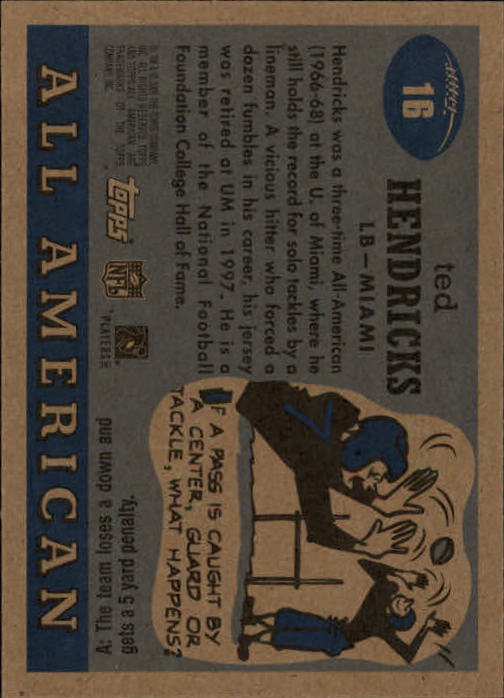 16
ted
HENDRICKS
LB – MIAMI
Hendricks was a three-time All-American
(1966-68) at the U. of Miami, where he
still holds the record for solo tackles by a
lineman. A vicious hitter who forced a
dozen fumbles in his career, his jersey
was retired at UM in 1997. He is a
member of the National Football
Foundation College Hall of Fame.
IF A PASS IS CAUGHT BY
A CENTER, GUARD OR
TACKLE, WHAT HAPPENS?
A: The team loses a down and
gets a 5 yard penalty.
topps
NFL
PLAYERS
ALL AMERICAN